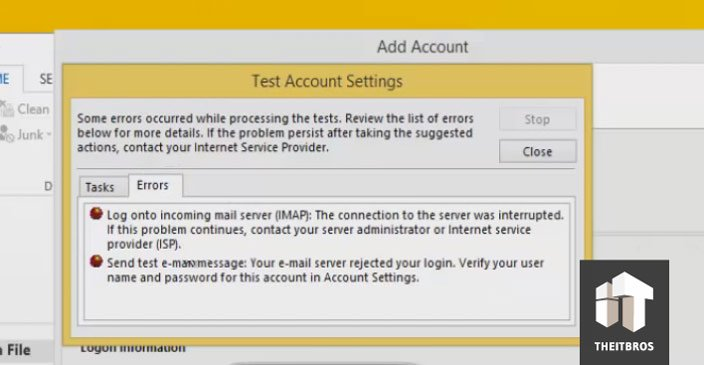 Add Account
Test Account Settings
Some errors occurred while processing the tests. Review the list of errors
below for more details. If the problem persist after taking the suggested
actions, contact your Internet Service Provider.
Stop
Close
Tasks
Errors
Log onto incoming mail server (IMAP): The connection to the server was interrupted.
If this problem continues, contact your server administrator or Internet service
provider (ISP).
Send test e-mail message: Your e-mail server rejected your login. Verify your user
name and password for this account in Account Settings.
ME
SE
Clean
Junk
D
n File
Logon Information
THEITBROS